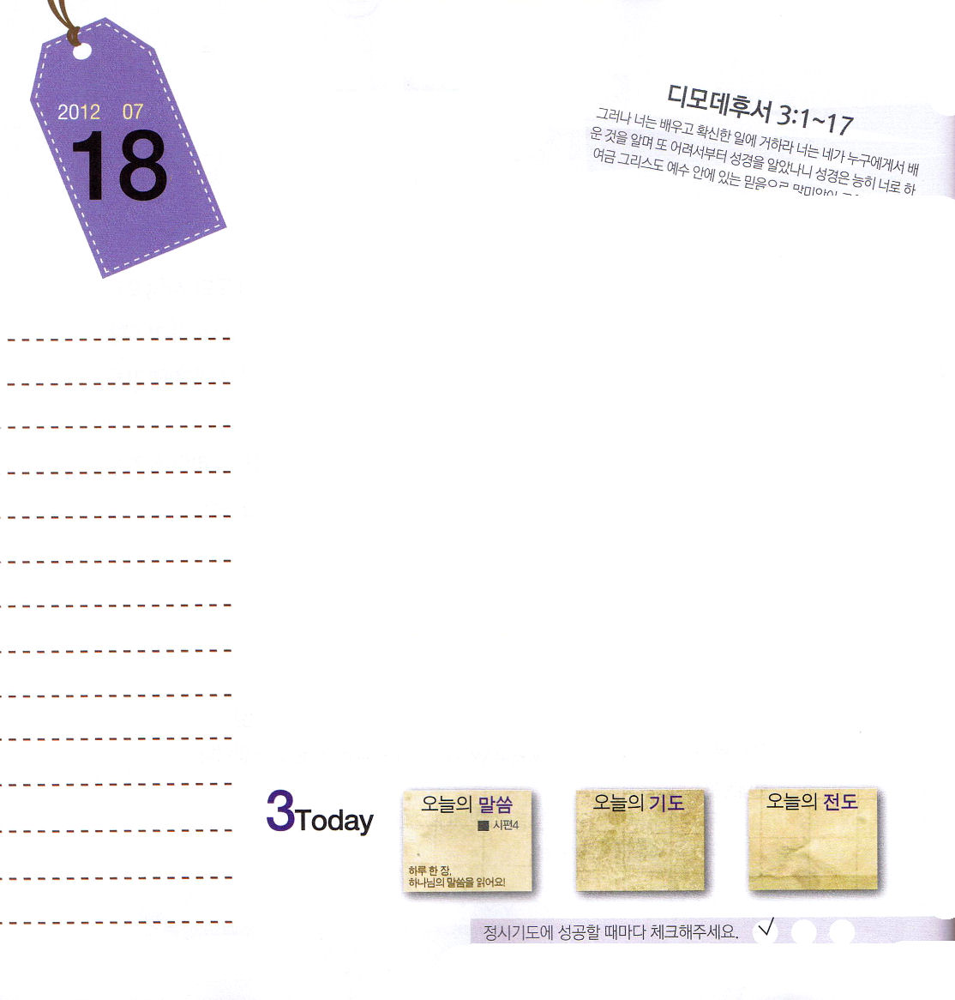 2012 07
18
디모데후서 3:1~17
그러나 너는 배우고 확신한 일에 거하라 너는 네가 누구에게서 배
운 것을 알며 또 어려서부터 성경을 알았나니 성경은 능히 너로 하
여금 그리스도 예수 안에 있는 믿음으로
3Today
오늘의 말씀
■ 시편4
하루 한 장,
하나님의 말씀을 읽어요!
오늘의 기도
오늘의 전도
정시기도에 성공할 때마다 체크해주세요.